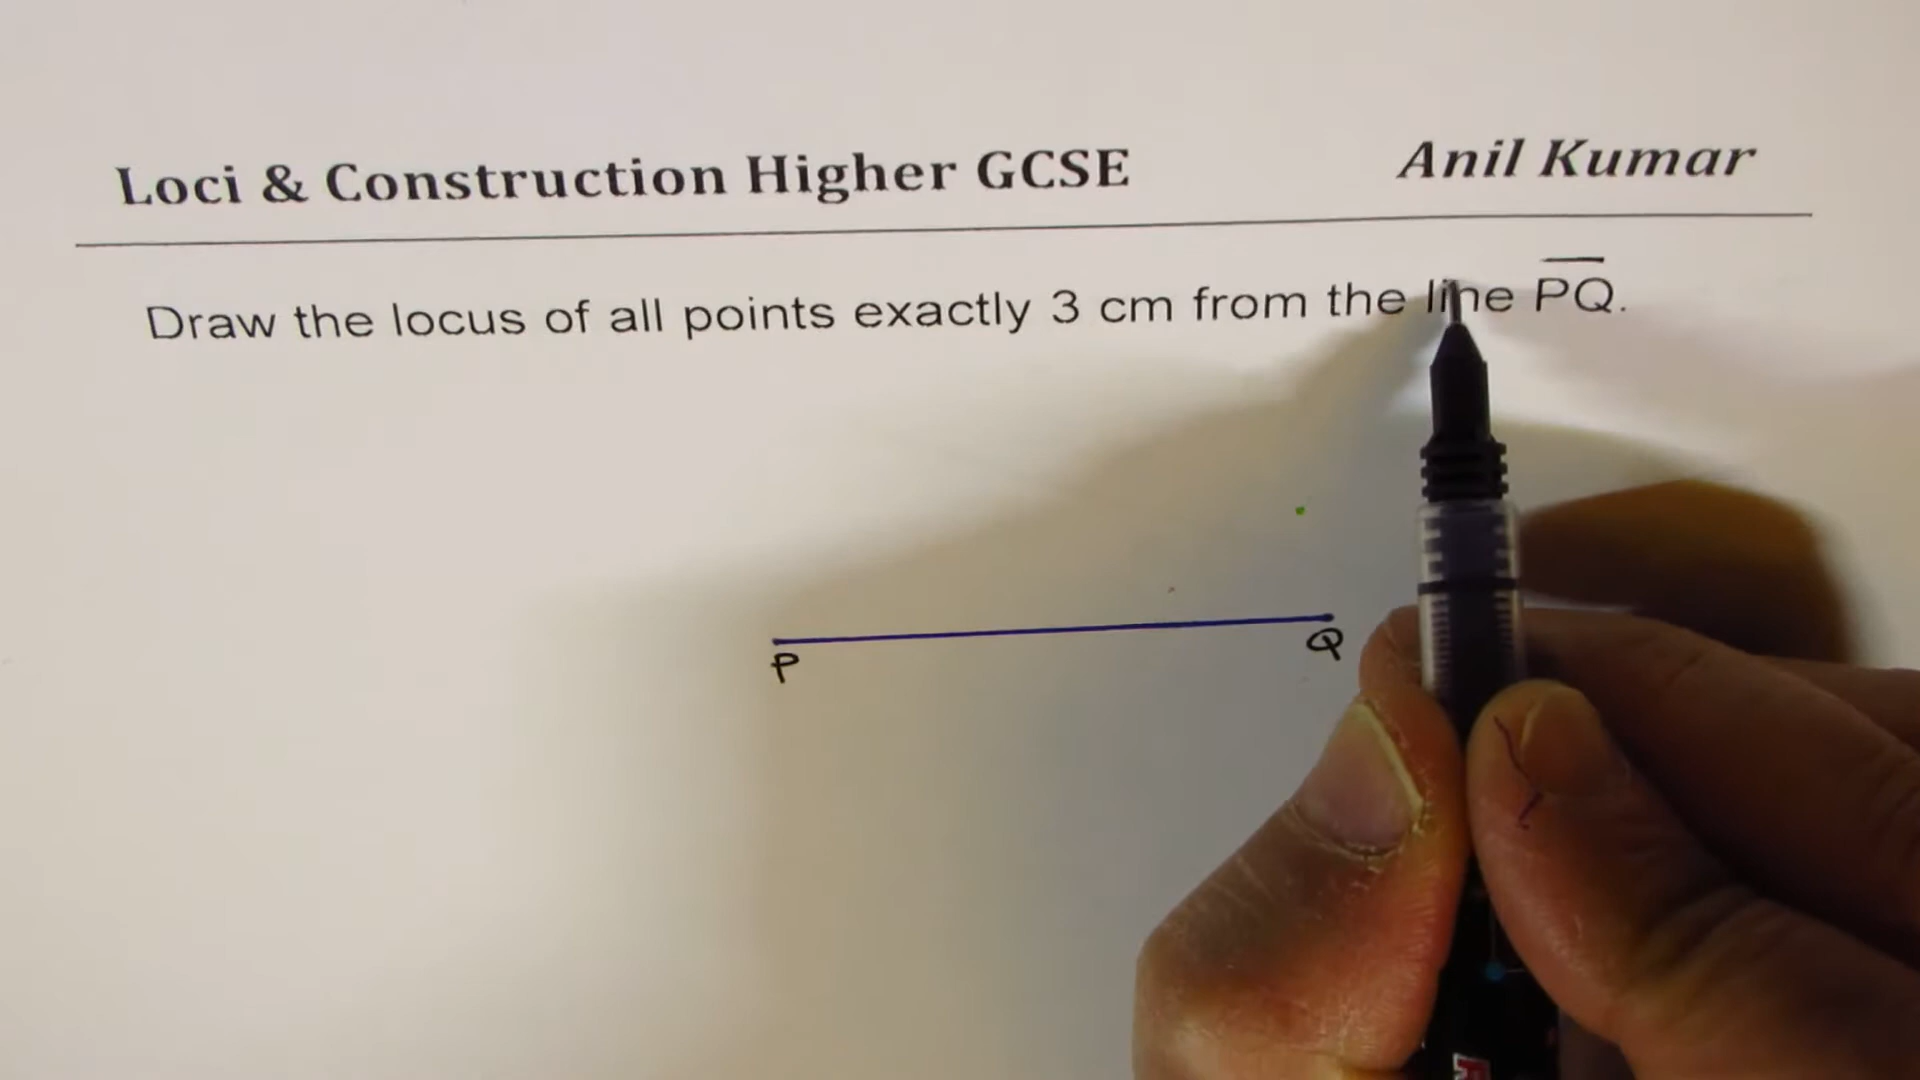 Loci & Construction Higher GCSE
Anil Kumar
Draw the locus of all points exactly 3 cm from the line PQ.
P
Q